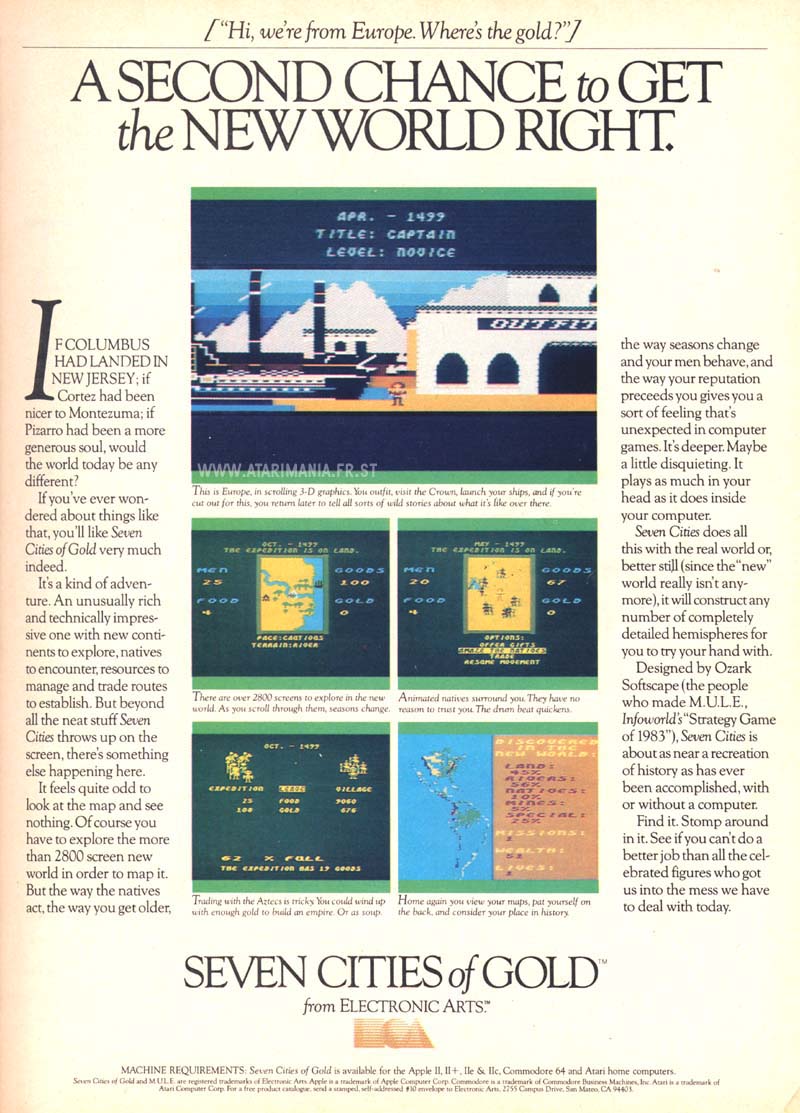 ["Hi, we're from Europe. Where's the gold?"]
A SECOND CHANCE to GET
the NEW WORLD RIGHT.
APR. - 1499
TITLE: CAPTAIN
LEVEL: NOVICE
OUTFIT
WWW.ATARIMANIA.FR.ST
This is Europe, in scrolling 3-D graphics. You outfit, visit the Crown, launch your ships, and if you're
cut out for this, you return later to tell all sorts of wild stories about what it's like over there.
IF COLUMBUS
HAD LANDED IN
NEW JERSEY; if
Cortez had been
nicer to Montezuma; if
Pizarro had been a more
generous soul, would
the world today be any
different?
If you've ever won-
dered about things like
that, you'll like Seven
Cities of Gold very much
indeed.
It's a kind of adven-
ture. An unusually rich
and technically impres-
sive one with new conti-
nents to explore, natives
to encounter, resources to
manage and trade routes
to establish. But beyond
all the neat stuff Seven
Cities throws up on the
screen, there's something
else happening here.
It feels quite odd to
look at the map and see
nothing. Of course you
have to explore the more
than 2800 screen new
world in order to map it.
But the way the natives
act, the way you get older,
OCT. - 1499
THE EXPEDITION IS ON LAND.
MEN GOODS
25 100
FOOD GOLD
4 0
PACE: CAUTIOUS
TERRAIN: RIVER
There are over 2800 screens to explore in the new
world. As you scroll through them, seasons change.
MAY - 1499
THE EXPEDITION IS ON LAND.
MEN GOODS
20 67
FOOD GOLD
4 0
OPTIONS:
OFFER GIFTS
AMAZE THE NATIVES
TRADE
RESUME MOVEMENT
Animated natives surround you. They have no
reason to trust you. The drum beat quickens.
OCT. - 1499
EXPEDITION LEAVE VILLAGE
25 FOOD 9060
100 GOLD 676
62 % FULL
THE EXPEDITION HAS 19 GOODS
Trading with the Aztecs is tricky. You could wind up
with enough gold to build an empire. Or as soup.
DISCOVERED
IN THE
NEW WORLD:
LAND:
45%
RIVERS:
56%
NATIVES:
10%
MINES:
5%
SPECIAL:
25%
MISSIONS:
1
WEALTH:
51
LIVES:
Home again you view your maps, pat yourself on
the back, and consider your place in history.
the way seasons change
and your men behave, and
the way your reputation
preceeds you gives you a
sort of feeling that's
unexpected in computer
games. It's deeper. Maybe
a little disquieting. It
plays as much in your
head as it does inside
your computer.
Seven Cities does all
this with the real world or,
better still (since the "new"
world really isn't any-
more), it will construct any
number of completely
detailed hemispheres for
you to try your hand with.
Designed by Ozark
Softscape (the people
who made M.U.L.E.,
Infoworld's "Strategy Game
of 1983"), Seven Cities is
about as near a recreation
of history as has ever
been accomplished, with
or without a computer.
Find it. Stomp around
in it. See if you can't do a
better job than all the cel-
ebrated figures who got
us into the mess we have
to deal with today.
SEVEN CITIES of GOLD™
from ELECTRONIC ARTS™
MACHINE REQUIREMENTS: Seven Cities of Gold is available for the Apple II, II+, IIe & IIc, Commodore 64 and Atari home computers.
Seven Cities of Gold and M.U.L.E. are registered trademarks of Electronic Arts. Apple is a trademark of Apple Computer Corp. Commodore is a trademark of Commodore Business Machines, Inc. Atari is a trademark of
Atari Computer Corp. For a free product catalogue, send a stamped, self-addressed #10 envelope to Electronic Arts, 2755 Campus Drive, San Mateo, CA 94403.